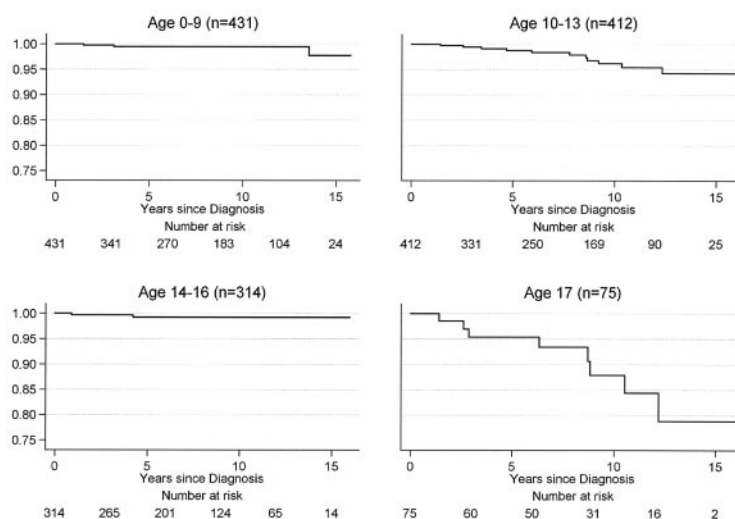 Age 0-9 (n=431)
1.00
0.95
0.90
0.85
0.80
0.75
0 5 10 15
Years since Diagnosis
Number at risk
431 341 270 183 104 24
Age 10-13 (n=412)
0 5 10 15
Years since Diagnosis
Number at risk
412 331 250 169 90 25
Age 14-16 (n=314)
1.00
0.95
0.90
0.85
0.80
0.75
0 5 10 15
Years since Diagnosis
Number at risk
314 265 201 124 65 14
Age 17 (n=75)
0 5 10 15
Years since Diagnosis
Number at risk
75 60 50 31 16 2